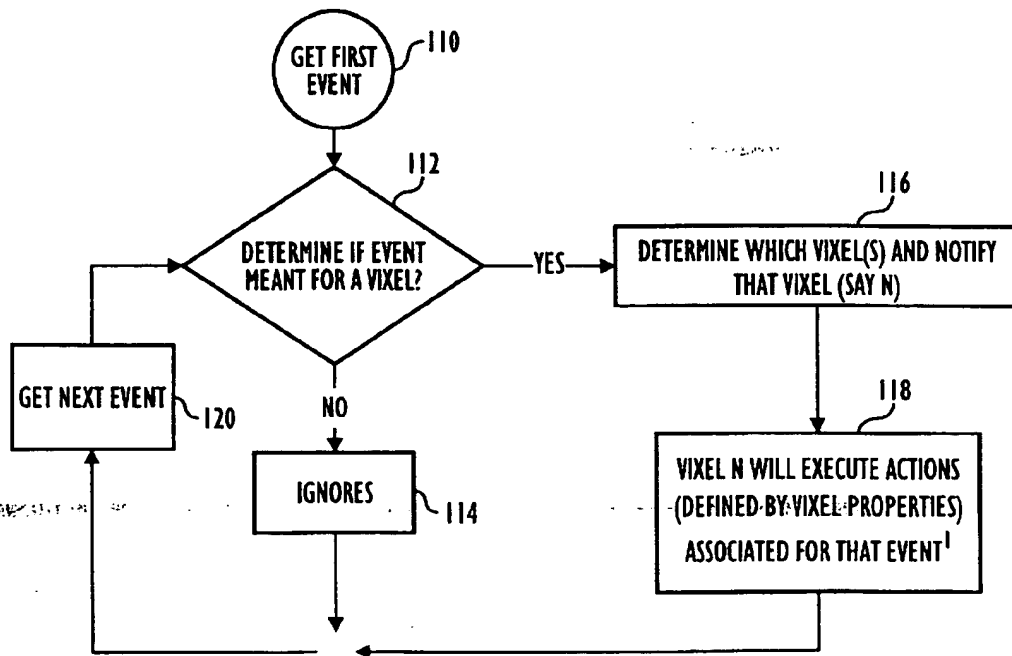 GET FIRST
EVENT
110
112
DETERMINE IF EVENT
MEANT FOR A VIXEL?
YES
116
DETERMINE WHICH VIXEL(S) AND NOTIFY
THAT VIXEL (SAY N)
GET NEXT EVENT
120
NO
IGNORES
114
118
VIXEL N WILL EXECUTE ACTIONS
(DEFINED BY VIXEL PROPERTIES)
ASSOCIATED FOR THAT EVENT¹